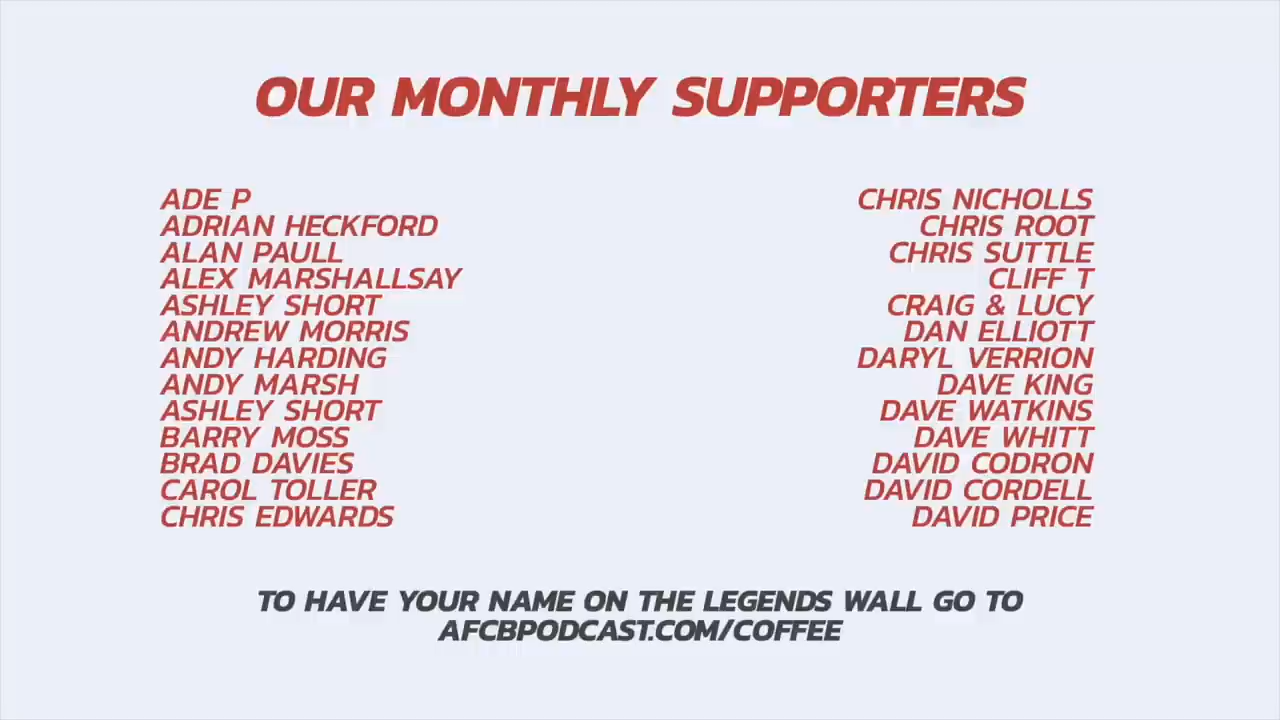 OUR MONTHLY SUPPORTERS
ADE P
ADRIAN HECKFORD
ALAN PAULL
ALEX MARSHALLSAY
ASHLEY SHORT
ANDREW MORRIS
ANDY HARDING
ANDY MARSH
ASHLEY SHORT
BARRY MOSS
BRAD DAVIES
CAROL TOLLER
CHRIS EDWARDS
CHRIS NICHOLLS
CHRIS ROOT
CHRIS SUTTLE
CLIFF T
CRAIG & LUCY
DAN ELLIOTT
DARYL VERRION
DAVE KING
DAVE WATKINS
DAVE WHITT
DAVID CODRON
DAVID CORDELL
DAVID PRICE
TO HAVE YOUR NAME ON THE LEGENDS WALL GO TO
AFCBPODCAST.COM/COFFEE